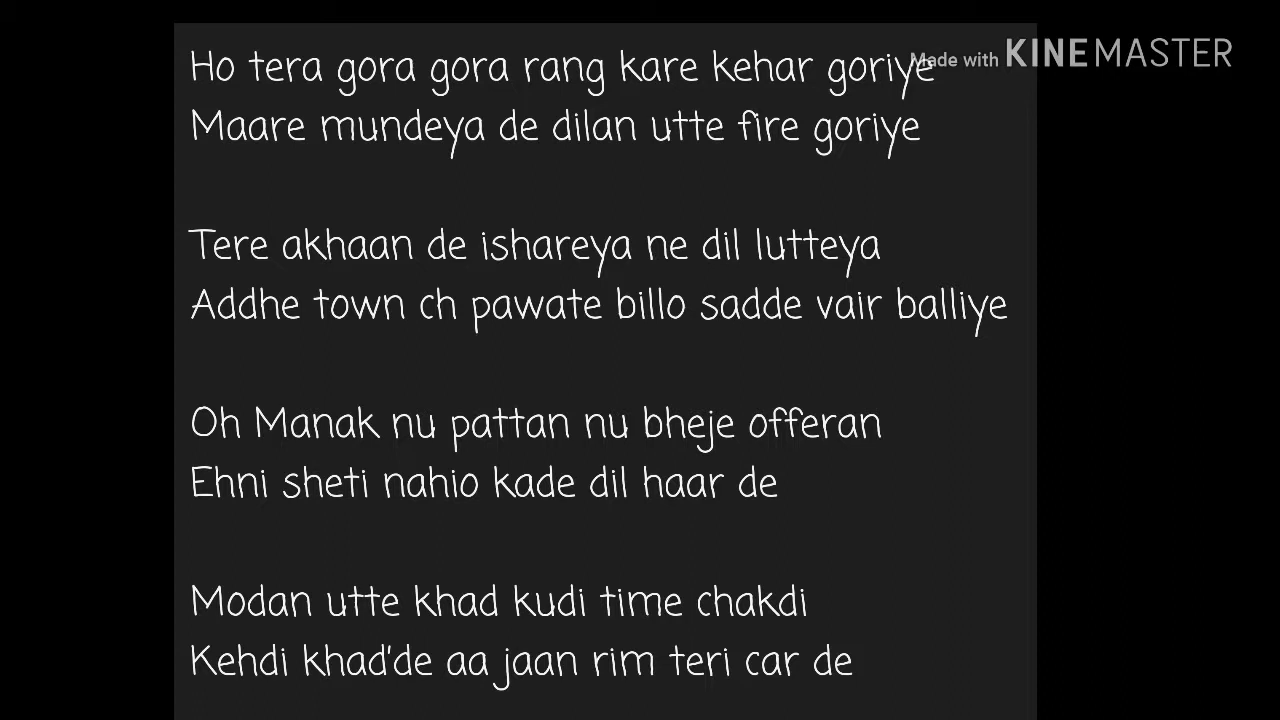 Ho tera gora gora rang kare kehar goriye
Made with KINEMASTER
Maare mundeya de dilan utte fire goriye
Tere akhaan de ishareya ne dil lutteya
Addhe town ch pawate billo sadde vair balliye
Oh Manak nu pattan nu bheje offeran
Ehni sheti nahio kade dil haar de
Modan utte khad kudi time chakdi
Kehdi khad'de aa jaan rim teri car de